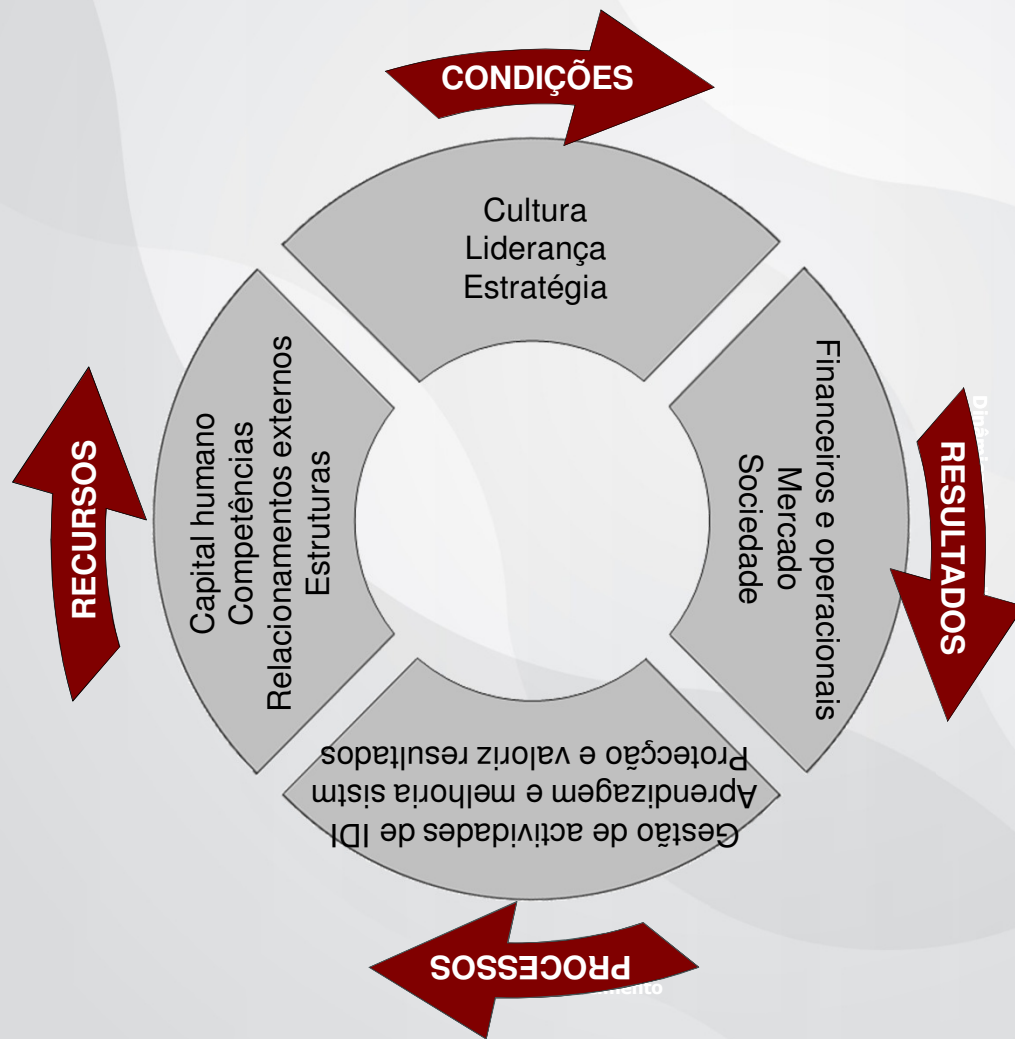 CONDIÇÕES
Cultura
Liderança
Estratégia
RESULTADOS
Financeiros e operacionais
Mercado
Sociedade
PROCESSOS
Gestão de actividades de IDI
Aprendizagem e melhoria sistm
Protecção e valoriz resultados
RECURSOS
Capital humano
Competências
Relacionamentos externos
Estruturas